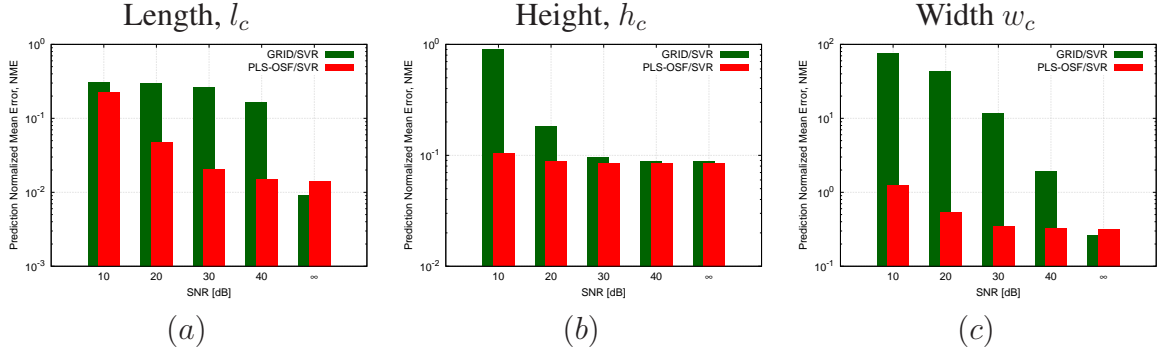 Length, l_c
Height, h_c
Width w_c
Prediction Normalized Mean Error, NME
10^0
10^-1
10^-2
10^-3
GRID/SVR
PLS-OSF/SVR
10 20 30 40 ∞
SNR [dB]
(a)
Prediction Normalized Mean Error, NME
10^0
10^-1
10^-2
GRID/SVR
PLS-OSF/SVR
10 20 30 40 ∞
SNR [dB]
(b)
Prediction Normalized Mean Error, NME
10^2
10^1
10^0
10^-1
GRID/SVR
PLS-OSF/SVR
10 20 30 40 ∞
SNR [dB]
(c)